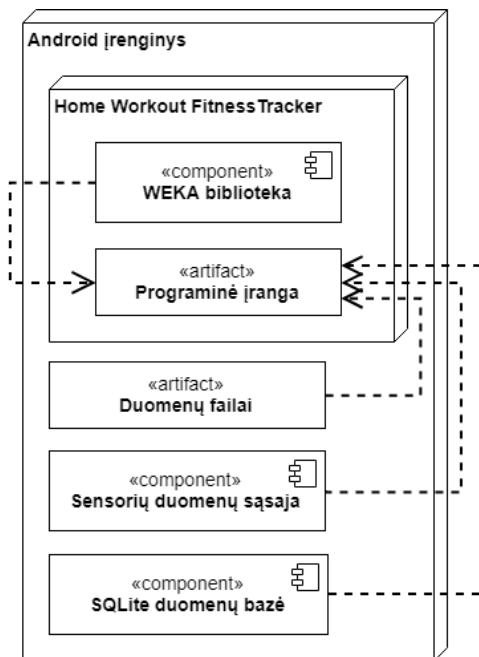 Android įrenginys
Home Workout FitnessTracker
«component»
WEKA biblioteka
«artifact»
Programinė įranga
«artifact»
Duomenų failai
«component»
Sensorių duomenų sąsaja
«component»
SQLite duomenų bazė